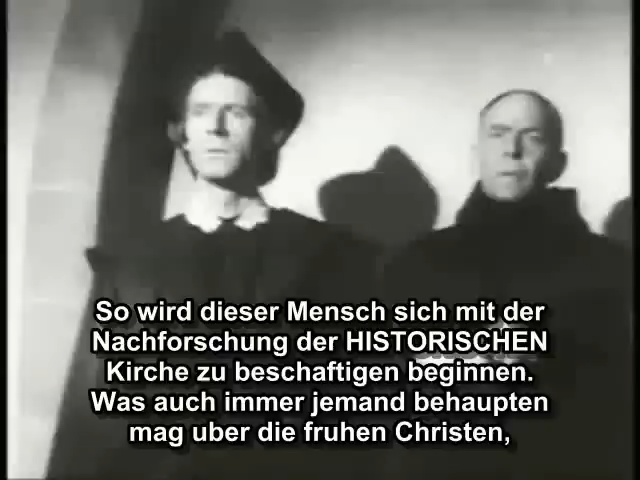 So wird dieser Mensch sich mit der
Nachforschung der HISTORISCHEN
Kirche zu beschaftigen beginnen.
Was auch immer jemand behaupten
mag uber die fruhen Christen,